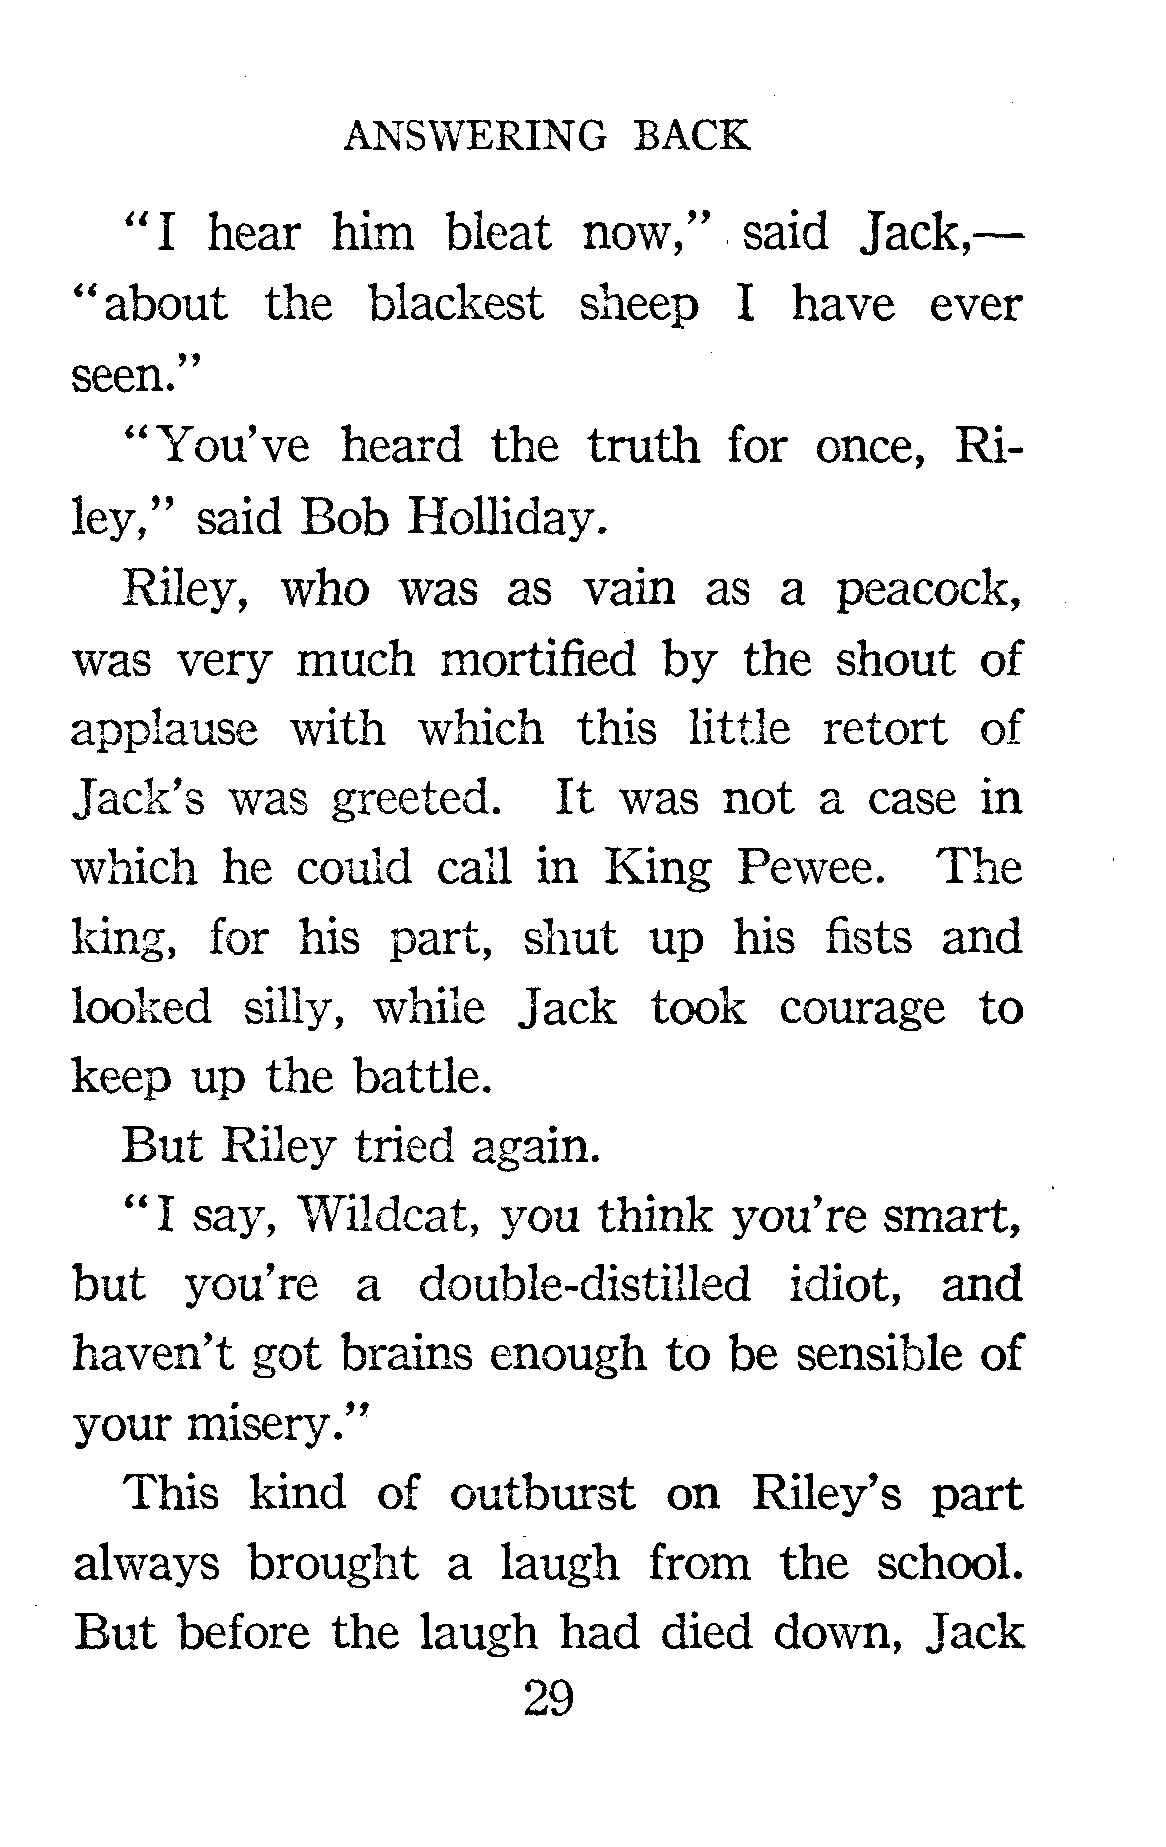 ANSWERING BACK
“I hear him bleat now,” said Jack,—
“about the blackest sheep I have ever
seen.”
“You’ve heard the truth for once, Ri-
ley,” said Bob Holliday.
Riley, who was as vain as a peacock,
was very much mortified by the shout of
applause with which this little retort of
Jack’s was greeted. It was not a case in
which he could call in King Pewee. The
king, for his part, shut up his fists and
looked silly, while Jack took courage to
keep up the battle.
But Riley tried again.
“I say, Wildcat, you think you’re smart,
but you’re a double-distilled idiot, and
haven’t got brains enough to be sensible of
your misery.”
This kind of outburst on Riley’s part
always brought a laugh from the school.
But before the laugh had died down, Jack
29